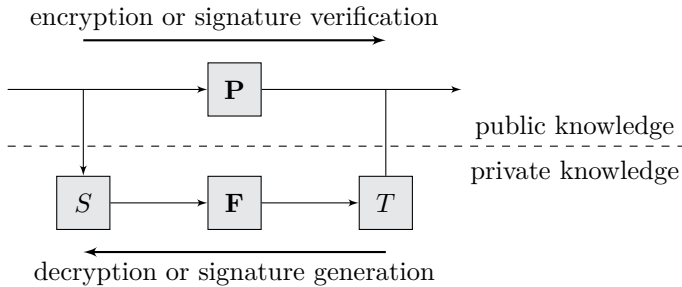 encryption or signature verification
P
public knowledge
private knowledge
S F T
decryption or signature generation